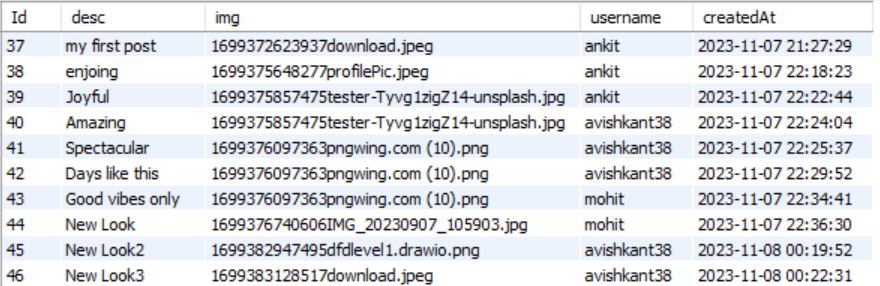 Id desc img username createdAt
37 my first post 1699372623937download.jpeg ankit 2023-11-07 21:27:29
38 enjoing 1699375648277profilePic.jpeg ankit 2023-11-07 22:18:23
39 Joyful 1699375857475tester-Tyvg1zigZ14-unsplash.jpg ankit 2023-11-07 22:22:44
40 Amazing 1699375857475tester-Tyvg1zigZ14-unsplash.jpg avishkant38 2023-11-07 22:24:04
41 Spectacular 1699376097363pngwing.com (10).png avishkant38 2023-11-07 22:25:37
42 Days like this 1699376097363pngwing.com (10).png avishkant38 2023-11-07 22:29:52
43 Good vibes only 1699376097363pngwing.com (10).png mohit 2023-11-07 22:34:41
44 New Look 1699376740606IMG_20230907_105903.jpg mohit 2023-11-07 22:36:30
45 New Look2 1699382947495dfdlevel1.drawio.png avishkant38 2023-11-08 00:19:52
46 New Look3 1699383128517download.jpeg avishkant38 2023-11-08 00:22:31